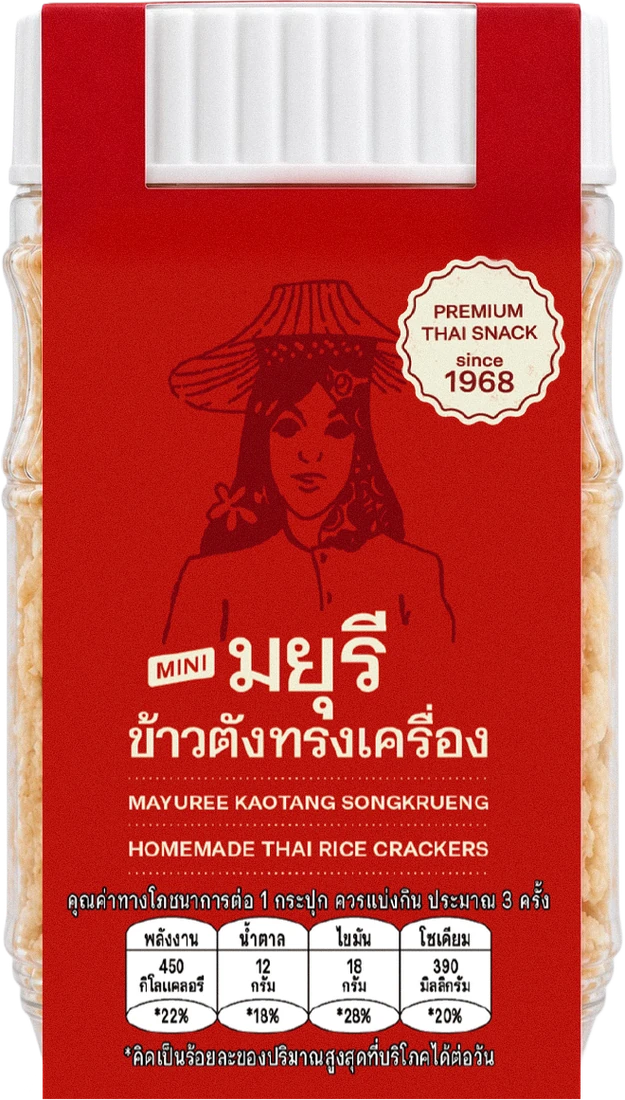 PREMIUM
THAI SNACK
since
1968
MINI มยุรี
ข้าวตังทรงเครื่อง
MAYUREE KAOTANG SONGKRUENG
HOMEMADE THAI RICE CRACKERS
คุณค่าทางโภชนาการต่อ 1 กระปุก ควรแบ่งกิน ประมาณ 3 ครั้ง
พลังงาน น้ำตาล ไขมัน โซเดียม
450 12 18 390
กิโลแคลอรี กรัม กรัม มิลลิกรัม
*22% *18% *28% *20%
*คิดเป็นร้อยละของปริมาณสูงสุดที่บริโภคได้ต่อวัน